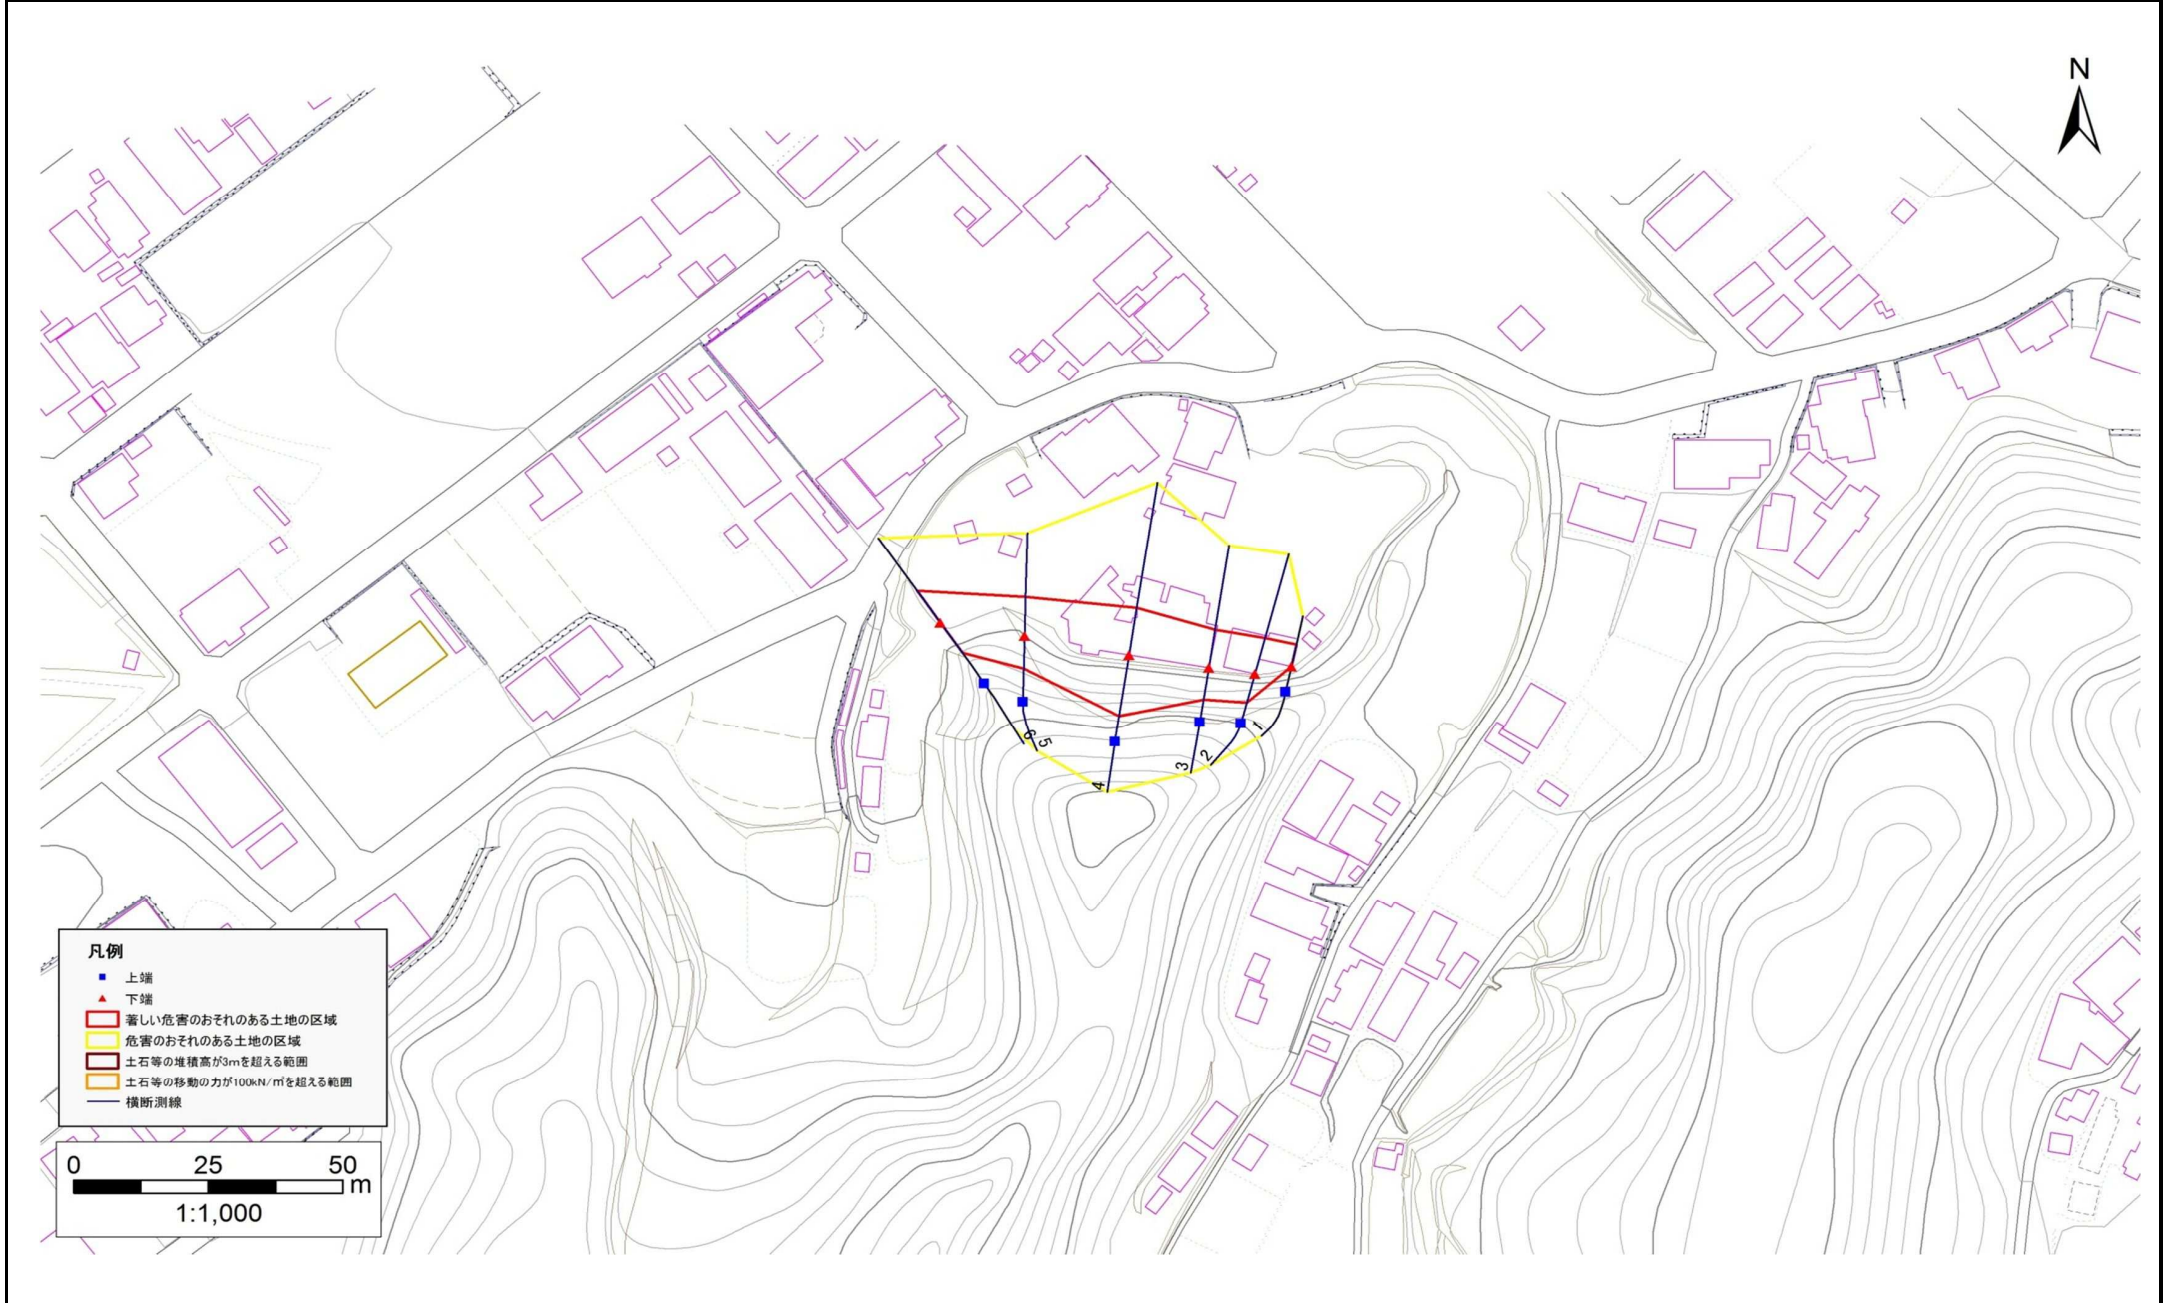 N
6
5
4
3
2
1
凡例
上端
下端
著しい危害のおそれのある土地の区域
危害のおそれのある土地の区域
土石等の堆積高が3mを超える範囲
土石等の移動の力が100kN/㎡を超える範囲
横断測線
0 25 50 m
1:1,000